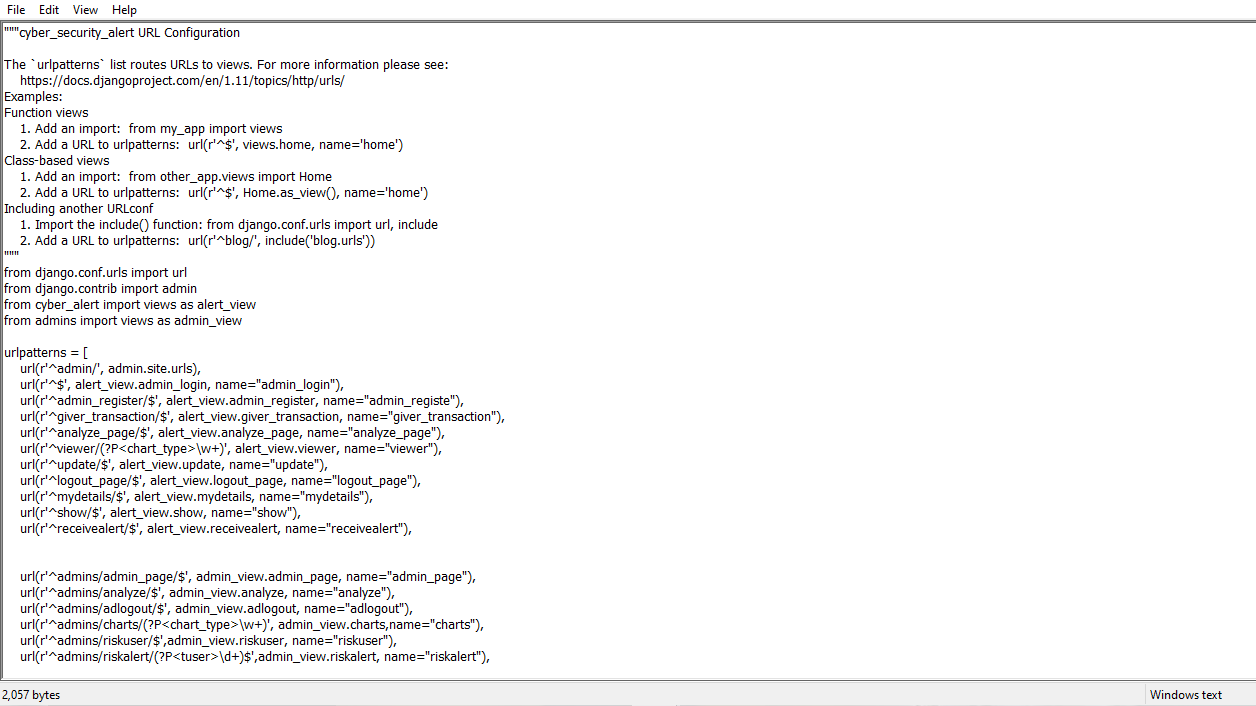 File Edit View Help
"""cyber_security_alert URL Configuration
The `urlpatterns` list routes URLs to views. For more information please see:
https://docs.djangoproject.com/en/1.11/topics/http/urls/
Examples:
Function views
1. Add an import:  from my_app import views
2. Add a URL to urlpatterns:  url(r'^$', views.home, name='home')
Class-based views
1. Add an import:  from other_app.views import Home
2. Add a URL to urlpatterns:  url(r'^$', Home.as_view(), name='home')
Including another URLconf
1. Import the include() function: from django.conf.urls import url, include
2. Add a URL to urlpatterns:  url(r'^blog/', include('blog.urls'))
"""
from django.conf.urls import url
from django.contrib import admin
from cyber_alert import views as alert_view
from admins import views as admin_view
urlpatterns = [
url(r'^admin/', admin.site.urls),
url(r'^$', alert_view.admin_login, name="admin_login"),
url(r'^admin_register/$', alert_view.admin_register, name="admin_registe"),
url(r'^giver_transaction/$', alert_view.giver_transaction, name="giver_transaction"),
url(r'^analyze_page/$', alert_view.analyze_page, name="analyze_page"),
url(r'^viewer/(?P<chart_type>\w+)', alert_view.viewer, name="viewer"),
url(r'^update/$', alert_view.update, name="update"),
url(r'^logout_page/$', alert_view.logout_page, name="logout_page"),
url(r'^mydetails/$', alert_view.mydetails, name="mydetails"),
url(r'^show/$', alert_view.show, name="show"),
url(r'^receivealert/$', alert_view.receivealert, name="receivealert"),
url(r'^admins/admin_page/$', admin_view.admin_page, name="admin_page"),
url(r'^admins/analyze/$', admin_view.analyze, name="analyze"),
url(r'^admins/adlogout/$', admin_view.adlogout, name="adlogout"),
url(r'^admins/charts/(?P<chart_type>\w+)', admin_view.charts,name="charts"),
url(r'^admins/riskuser/$',admin_view.riskuser, name="riskuser"),
url(r'^admins/riskalert/(?P<tuser>\d+)$',admin_view.riskalert, name="riskalert"),
2,057 bytes
Windows text